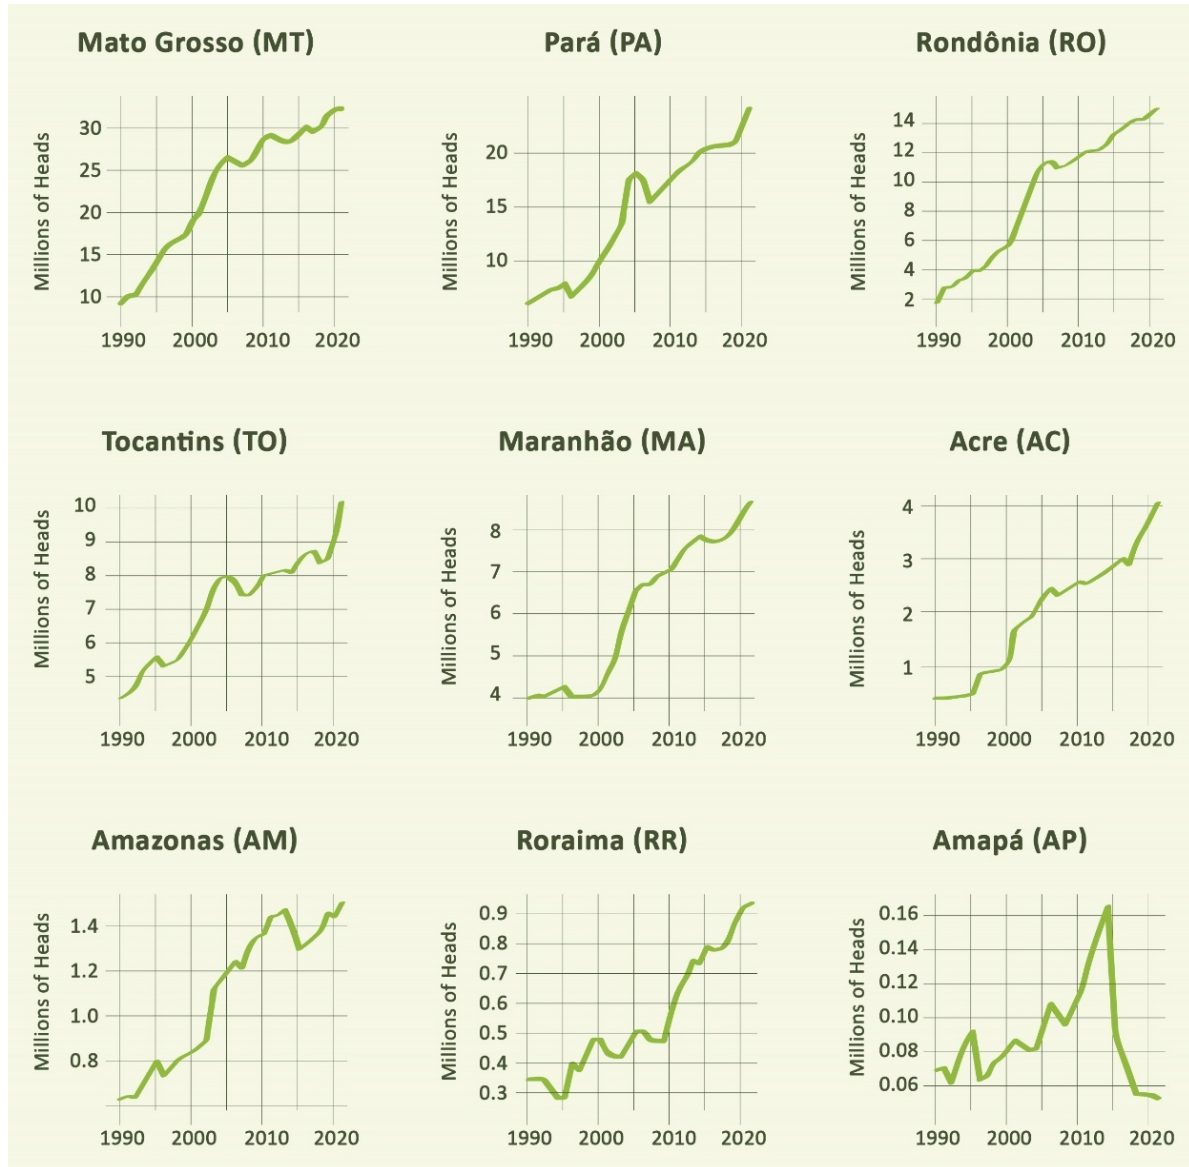 Mato Grosso (MT)
Millions of Heads
30
25
20
15
10
1990 2000 2010 2020
Pará (PA)
Millions of Heads
20
15
10
1990 2000 2010 2020
Rondônia (RO)
Millions of Heads
14
12
10
8
6
4
2
1990 2000 2010 2020
Tocantins (TO)
Millions of Heads
10
9
8
7
6
5
1990 2000 2010 2020
Maranhão (MA)
Millions of Heads
8
7
6
5
4
1990 2000 2010 2020
Acre (AC)
Millions of Heads
4
3
2
1
1990 2000 2010 2020
Amazonas (AM)
Millions of Heads
1.4
1.2
1.0
0.8
1990 2000 2010 2020
Roraima (RR)
Millions of Heads
0.9
0.8
0.7
0.6
0.5
0.4
0.3
1990 2000 2010 2020
Amapá (AP)
Millions of Heads
0.16
0.14
0.12
0.10
0.08
0.06
1990 2000 2010 2020